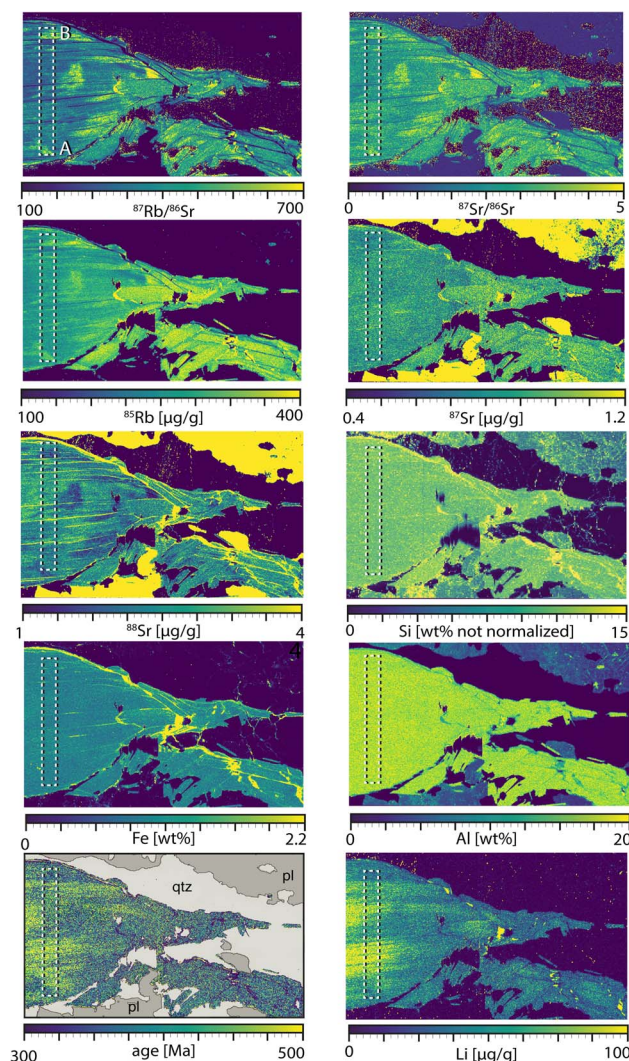 B
A
100 700
⁸⁷Rb/⁸⁶Sr
0 5
⁸⁷Sr/⁸⁶Sr
100 400
⁸⁵Rb [µg/g]
0.4 1.2
⁸⁷Sr [µg/g]
1 4
⁸⁸Sr [µg/g]
0 15
Si [wt% not normalized]
4
0 2.2
Fe [wt%]
0 20
Al [wt%]
pl
qtz
pl
300 500
age [Ma]
0 100
Li [µg/g]